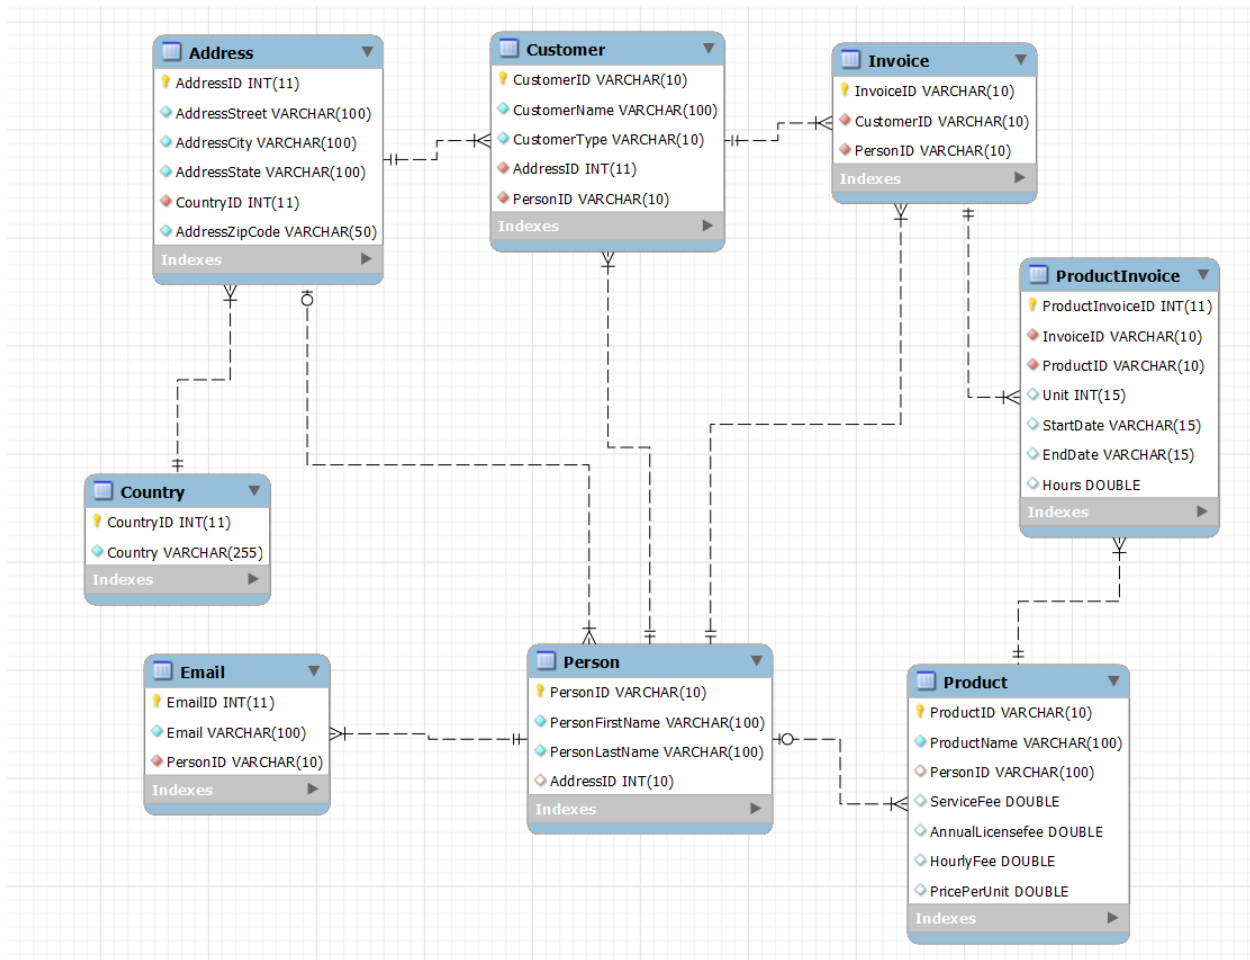 Address
AddressID INT(11)
AddressStreet VARCHAR(100)
AddressCity VARCHAR(100)
AddressState VARCHAR(100)
CountryID INT(11)
AddressZipCode VARCHAR(50)
Indexes
Customer
CustomerID VARCHAR(10)
CustomerName VARCHAR(100)
CustomerType VARCHAR(10)
AddressID INT(11)
PersonID VARCHAR(10)
Indexes
Invoice
InvoiceID VARCHAR(10)
CustomerID VARCHAR(10)
PersonID VARCHAR(10)
Indexes
ProductInvoice
ProductInvoiceID INT(11)
InvoiceID VARCHAR(10)
ProductID VARCHAR(10)
Unit INT(15)
StartDate VARCHAR(15)
EndDate VARCHAR(15)
Hours DOUBLE
Indexes
Country
CountryID INT(11)
Country VARCHAR(255)
Indexes
Email
EmailID INT(11)
Email VARCHAR(100)
PersonID VARCHAR(10)
Indexes
Person
PersonID VARCHAR(10)
PersonFirstName VARCHAR(100)
PersonLastName VARCHAR(100)
AddressID INT(10)
Indexes
Product
ProductID VARCHAR(10)
ProductName VARCHAR(100)
PersonID VARCHAR(100)
ServiceFee DOUBLE
AnnualLicensefee DOUBLE
HourlyFee DOUBLE
PricePerUnit DOUBLE
Indexes